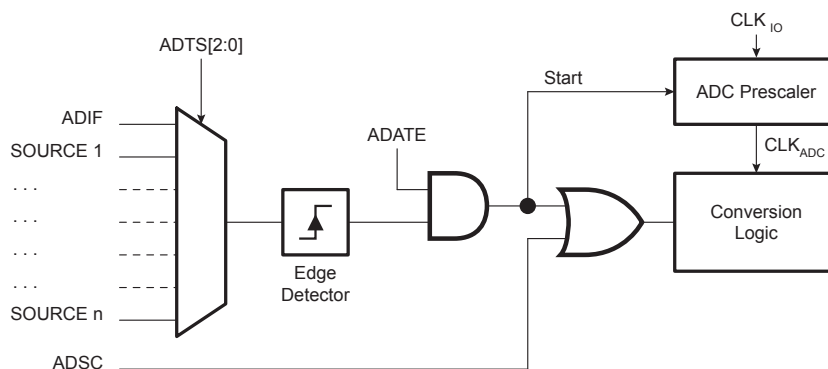 ADTS[2:0]
CLK IO
Start
ADC Prescaler
ADIF
ADATE
SOURCE 1
CLK ADC
. . .
. . .
Conversion
Logic
. . .
Edge
Detector
. . .
SOURCE n
ADSC